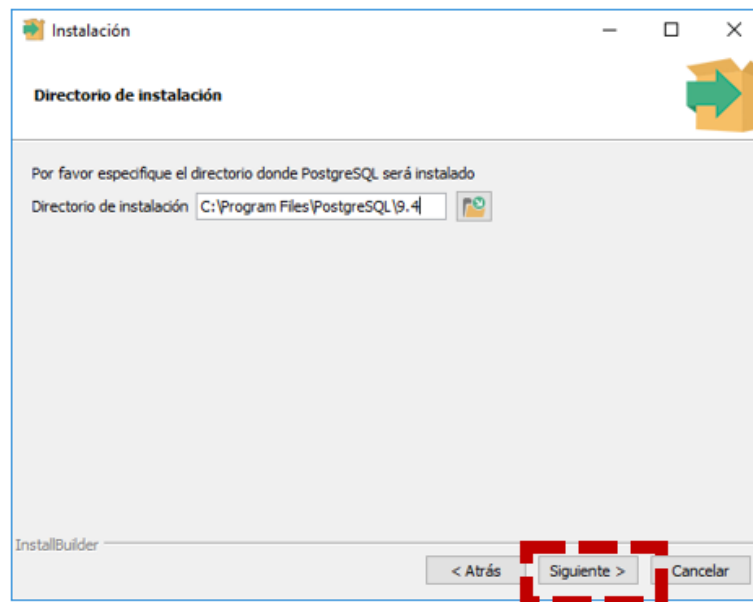 Instalación
Directorio de instalación
Por favor especifique el directorio donde PostgreSQL será instalado
Directorio de instalación C:\Program Files\PostgreSQL\9.4
InstallBuilder
< Atrás Siguiente > Cancelar